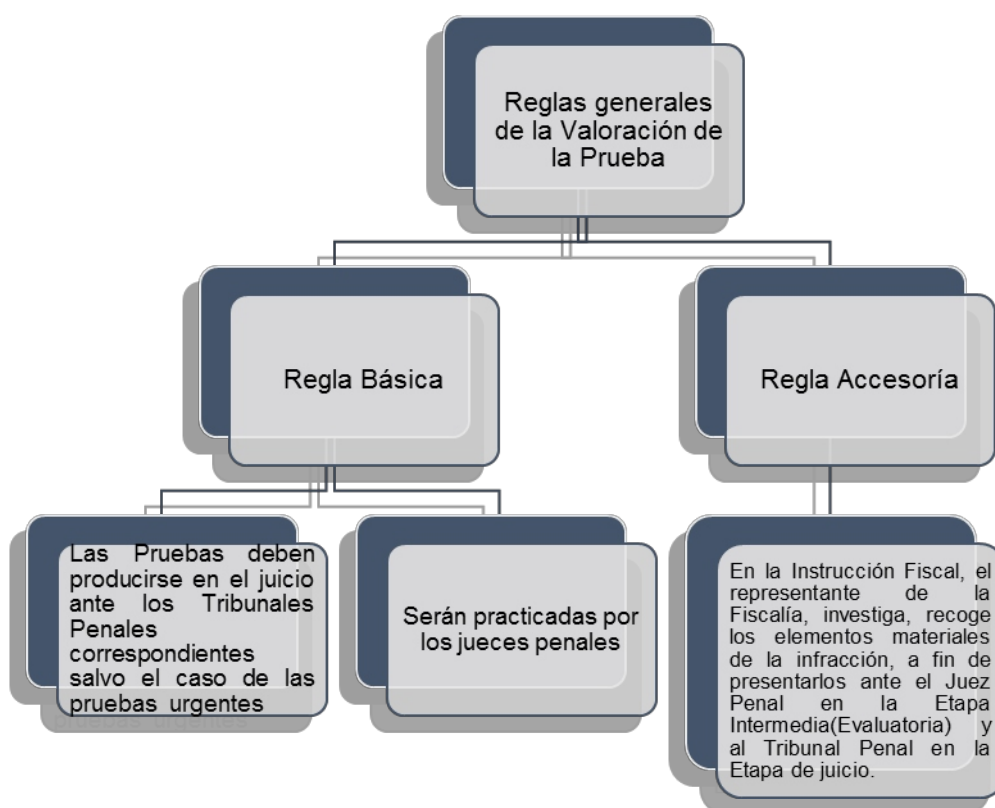 Reglas generales
de la Valoración de
la Prueba
Regla Básica
Regla Accesoría
Las Pruebas deben
producirse en el juicio
ante los Tribunales
Penales
correspondientes
salvo el caso de las
pruebas urgentes
Serán practicadas por
los jueces penales
En la Instrucción Fiscal, el
representante de la
Fiscalía, investiga, recoge
los elementos materiales
de la infracción, a fin de
presentarlos ante el Juez
Penal en la Etapa
Intermedia(Evaluatoria) y
al Tribunal Penal en la
Etapa de juicio.